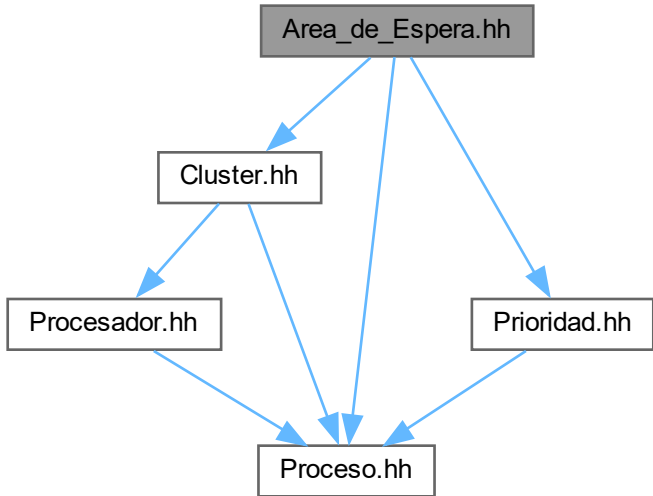 Area_de_Espera.hh
Cluster.hh
Procesador.hh
Prioridad.hh
Proceso.hh